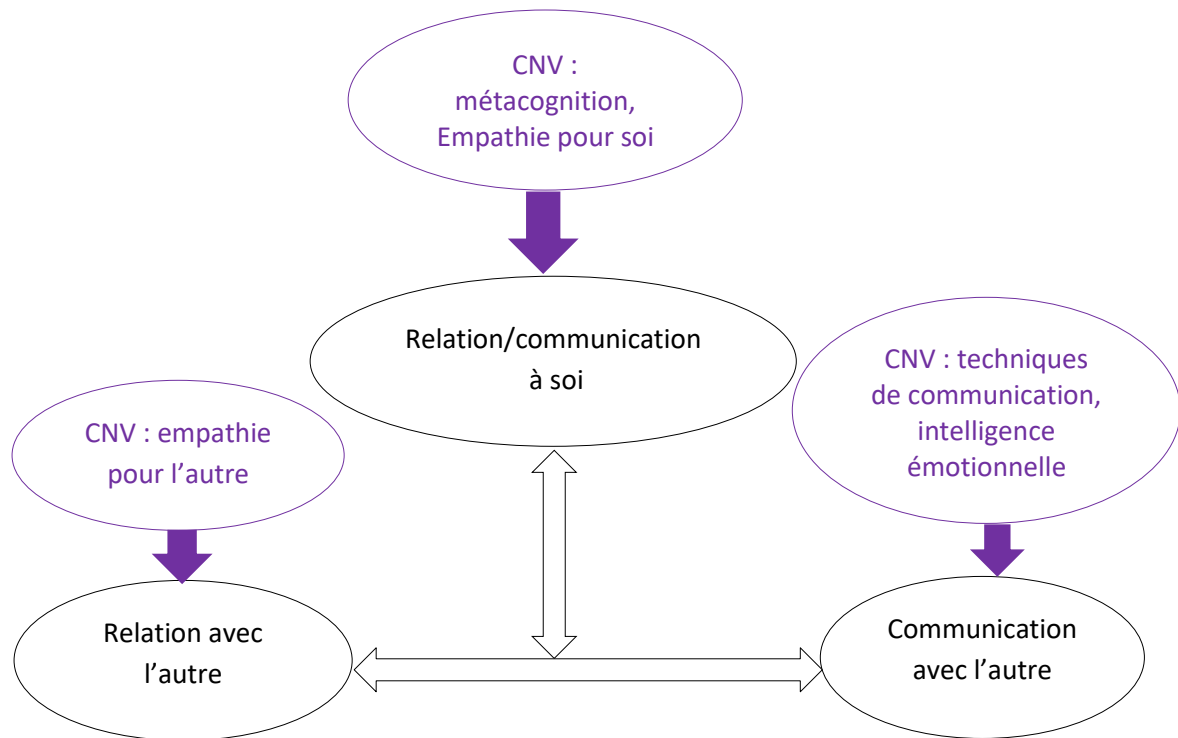 CNV :
métacognition,
Empathie pour soi
Relation/communication
à soi
CNV : techniques
de communication,
intelligence
émotionnelle
CNV : empathie
pour l’autre
Relation avec
l’autre
Communication
avec l’autre